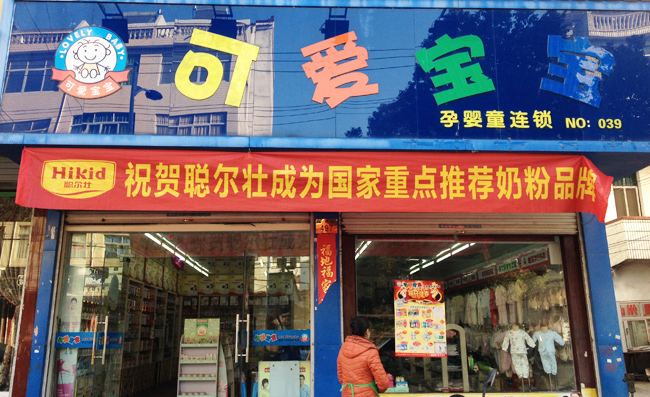 LOVELY BABY
可爱宝宝
可爱宝宝
孕婴童连锁 NO: 039
Hikid
聪尔壮
祝贺聪尔壮成为国家重点推荐奶粉品牌
福地福家